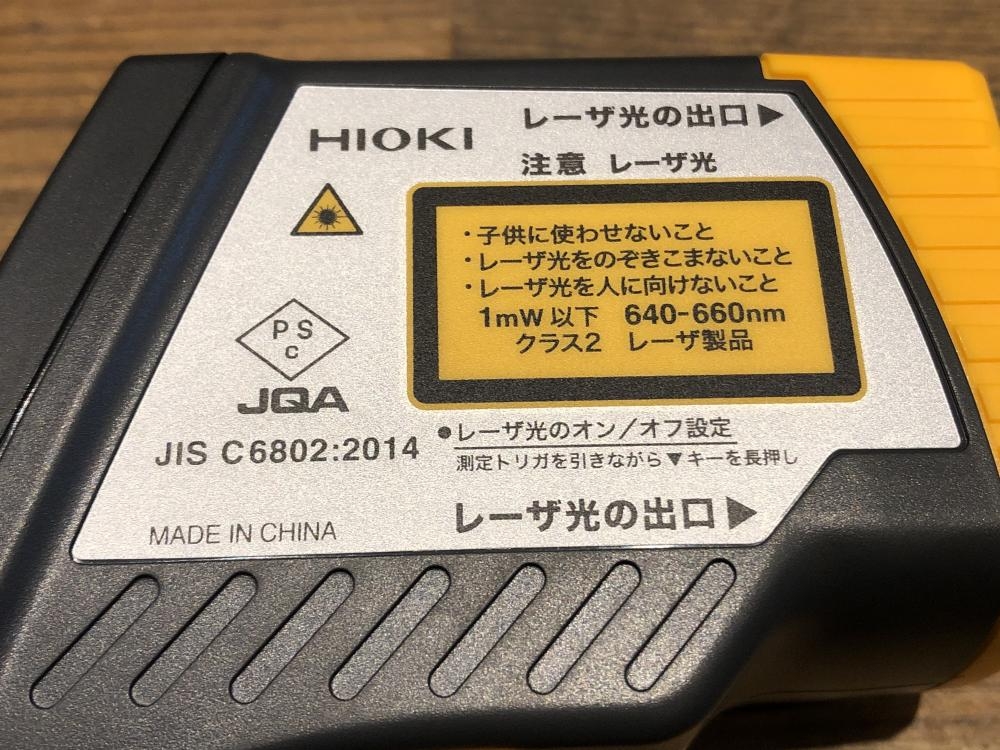 レーザ光の出口▶
HIOKI
注意 レーザ光
・子供に使わせないこと
・レーザ光をのぞきこまないこと
・レーザ光を人に向けないこと
1mW以下 640-660nm
クラス2 レーザ製品
PS
C
JQA
JIS C6802:2014
●レーザ光のオン/オフ設定
測定トリガを引きながら▼キーを長押し
レーザ光の出口▶
MADE IN CHINA